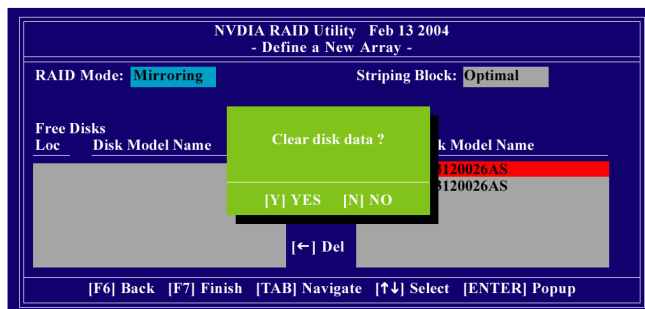 NVDIA RAID Utility Feb 13 2004
- Define a New Array -
RAID Mode: Mirroring Striping Block: Optimal
Free Disks
Loc Disk Model Name k Model Name
Clear disk data ?
120026AS
120026AS
[Y] YES [N] NO
[←] Del
[F6] Back [F7] Finish [TAB] Navigate [↑↓] Select [ENTER] Popup